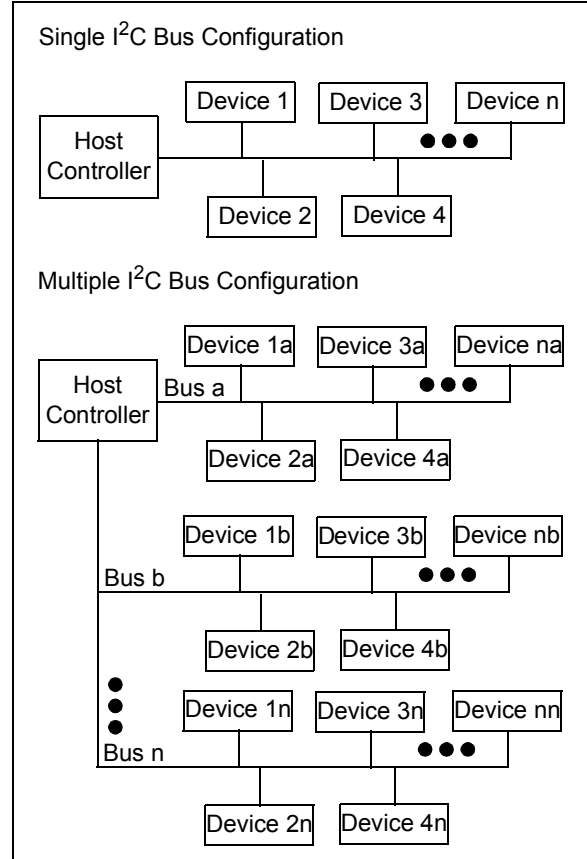 Single I²C Bus Configuration
Device 1
Device 3
Device n
Host
Controller
Device 2
Device 4
Multiple I²C Bus Configuration
Device 1a
Device 3a
Device na
Host
Controller
Bus a
Device 2a
Device 4a
Device 1b
Device 3b
Device nb
Bus b
Device 2b
Device 4b
Device 1n
Device 3n
Device nn
Bus n
Device 2n
Device 4n